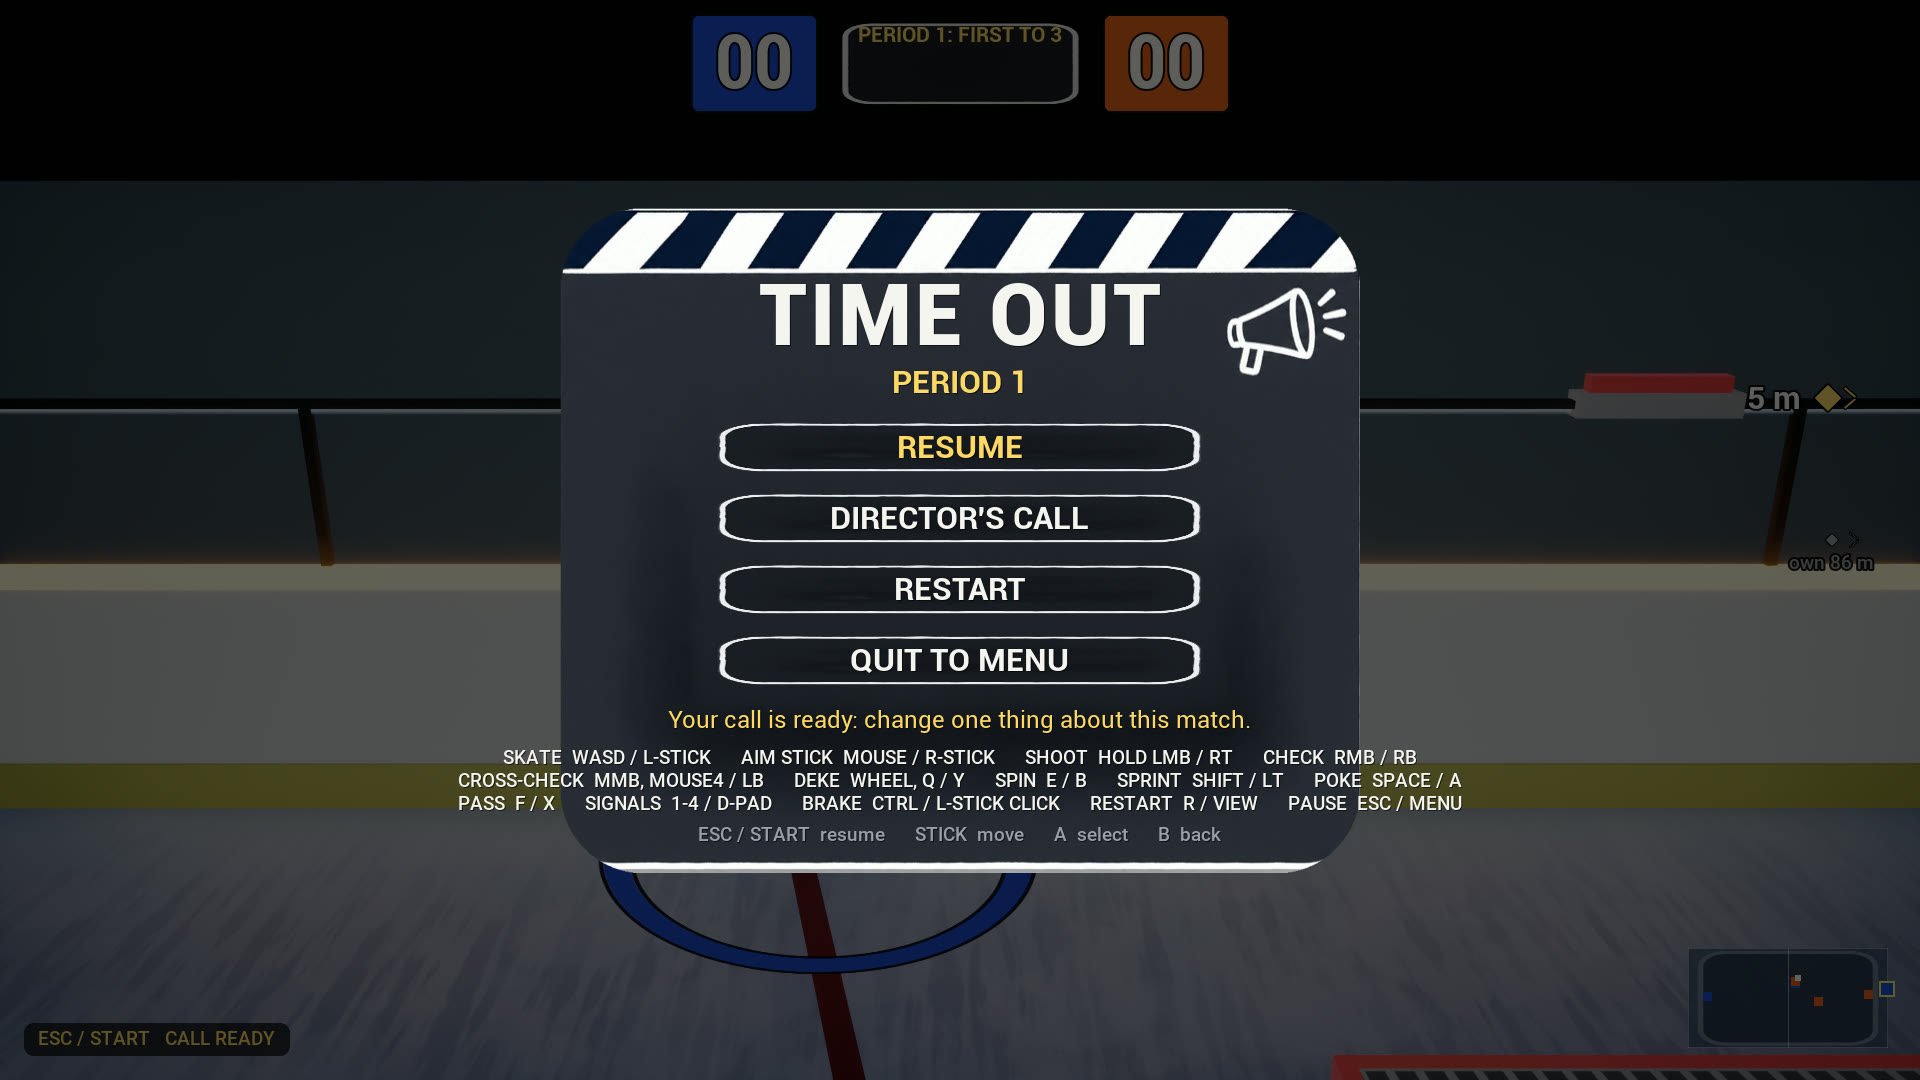 00
PERIOD 1: FIRST TO 3
00
TIME OUT
PERIOD 1
RESUME
5 m
DIRECTOR'S CALL
own 86 m
RESTART
QUIT TO MENU
Your call is ready: change one thing about this match.
SKATE WASD / L-STICK AIM STICK MOUSE / R-STICK SHOOT HOLD LMB / RT CHECK RMB / RB
CROSS-CHECK MMB, MOUSE4 / LB DEKE WHEEL, Q / Y SPIN E / B SPRINT SHIFT / LT POKE SPACE / A
PASS F / X SIGNALS 1-4 / D-PAD BRAKE CTRL / L-STICK CLICK RESTART R / VIEW PAUSE ESC / MENU
ESC / START resume STICK move A select B back
ESC / START CALL READY